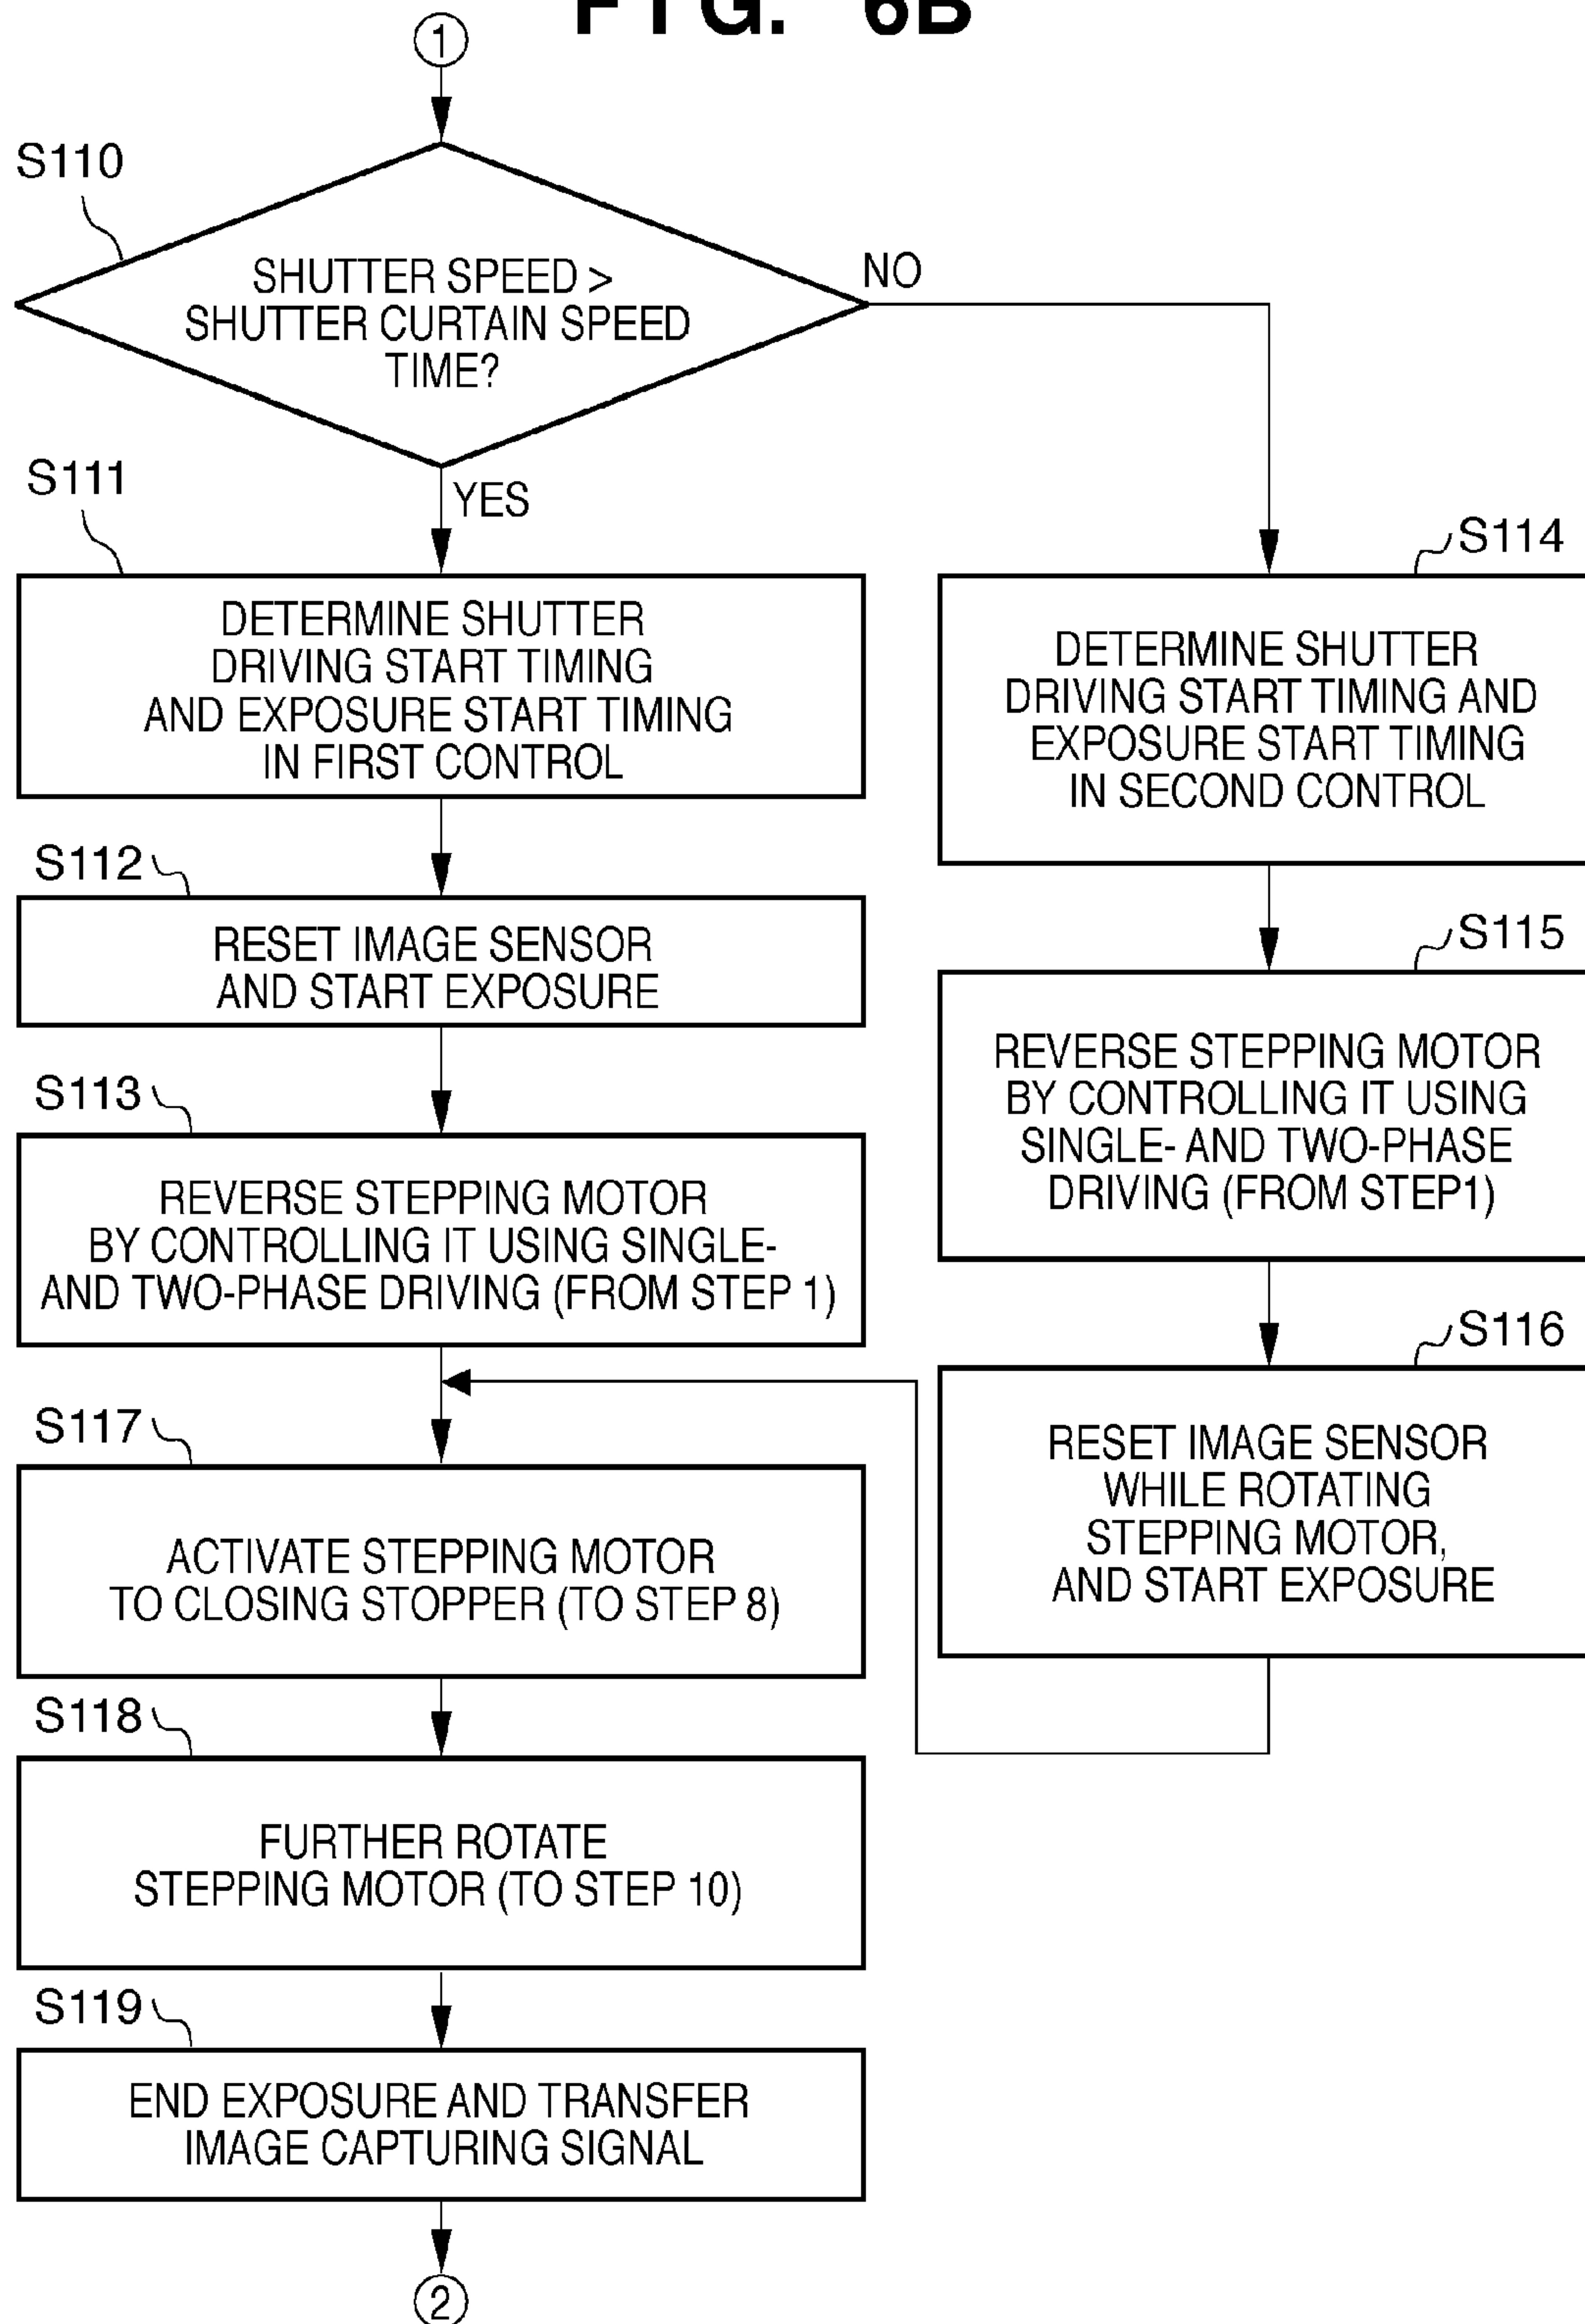 FIG. 6B
1
S110
SHUTTER SPEED >
SHUTTER CURTAIN SPEED
TIME?
NO
YES
S111
DETERMINE SHUTTER
DRIVING START TIMING
AND EXPOSURE START TIMING
IN FIRST CONTROL
S112
RESET IMAGE SENSOR
AND START EXPOSURE
S113
REVERSE STEPPING MOTOR
BY CONTROLLING IT USING SINGLE-
AND TWO-PHASE DRIVING (FROM STEP 1)
S114
DETERMINE SHUTTER
DRIVING START TIMING AND
EXPOSURE START TIMING
IN SECOND CONTROL
S115
REVERSE STEPPING MOTOR
BY CONTROLLING IT USING
SINGLE- AND TWO-PHASE
DRIVING (FROM STEP1)
S116
RESET IMAGE SENSOR
WHILE ROTATING
STEPPING MOTOR,
AND START EXPOSURE
S117
ACTIVATE STEPPING MOTOR
TO CLOSING STOPPER (TO STEP 8)
S118
FURTHER ROTATE
STEPPING MOTOR (TO STEP 10)
S119
END EXPOSURE AND TRANSFER
IMAGE CAPTURING SIGNAL
2